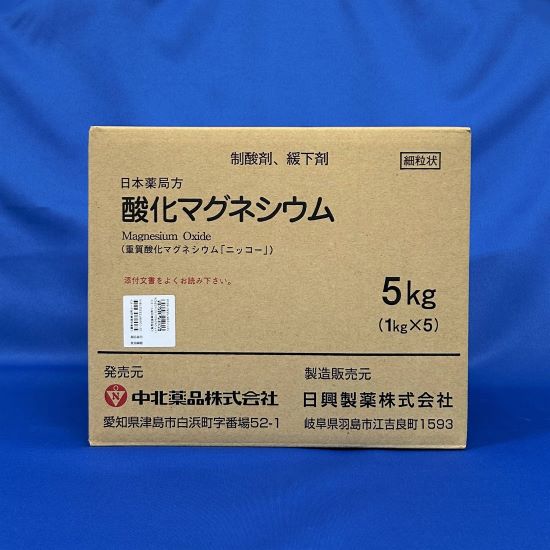 制酸剤、緩下剤
細粒状
日本薬局方
酸化マグネシウム
Magnesium Oxide
(重質酸化マグネシウム「ニッコー」)
添付文書をよくお読み下さい。
5kg
(1kg×5)
発売元
中北薬品株式会社
愛知県津島市白浜町字番場52-1
製造販売元
日興製薬株式会社
岐阜県羽島市江吉良町1593